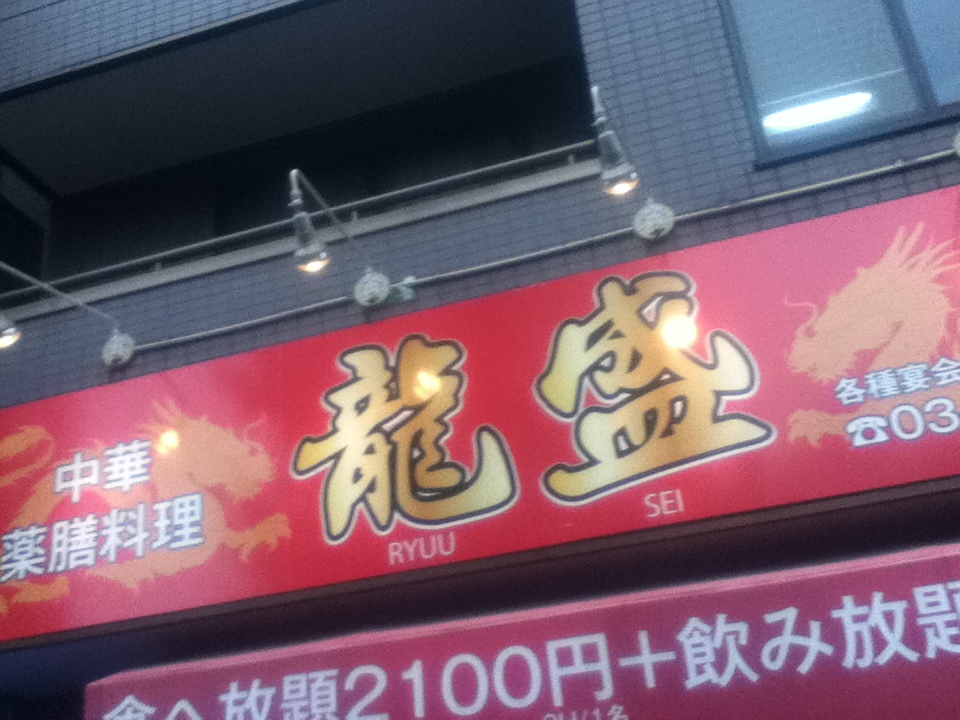 中華
薬膳料理
龍盛
RYUU SEI
各種宴会
☎03
食べ放題2100円+飲み放題